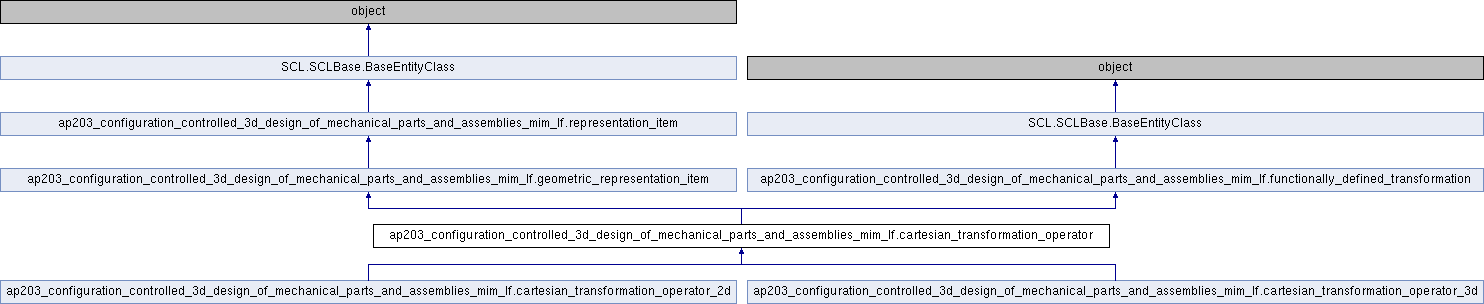 object
SCL.SCLBase.BaseEntityClass
object
ap203_configuration_controlled_3d_design_of_mechanical_parts_and_assemblies_mim_lf.representation_item
SCL.SCLBase.BaseEntityClass
ap203_configuration_controlled_3d_design_of_mechanical_parts_and_assemblies_mim_lf.geometric_representation_item
ap203_configuration_controlled_3d_design_of_mechanical_parts_and_assemblies_mim_lf.functionally_defined_transformation
ap203_configuration_controlled_3d_design_of_mechanical_parts_and_assemblies_mim_lf.cartesian_transformation_operator
ap203_configuration_controlled_3d_design_of_mechanical_parts_and_assemblies_mim_lf.cartesian_transformation_operator_2d
ap203_configuration_controlled_3d_design_of_mechanical_parts_and_assemblies_mim_lf.cartesian_transformation_operator_3d